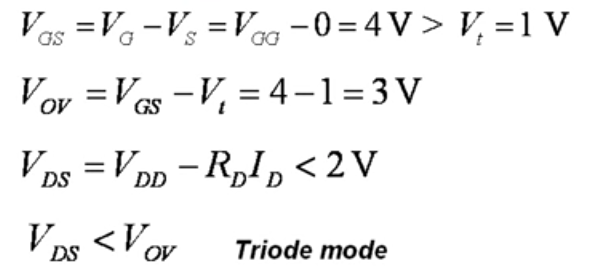 V_GS = V_G − V_S = V_GG − 0 = 4 V > V_t = 1 V
V_OV = V_GS − V_t = 4 − 1 = 3 V
V_DS = V_DD − R_D I_D < 2 V
V_DS < V_OV Triode mode